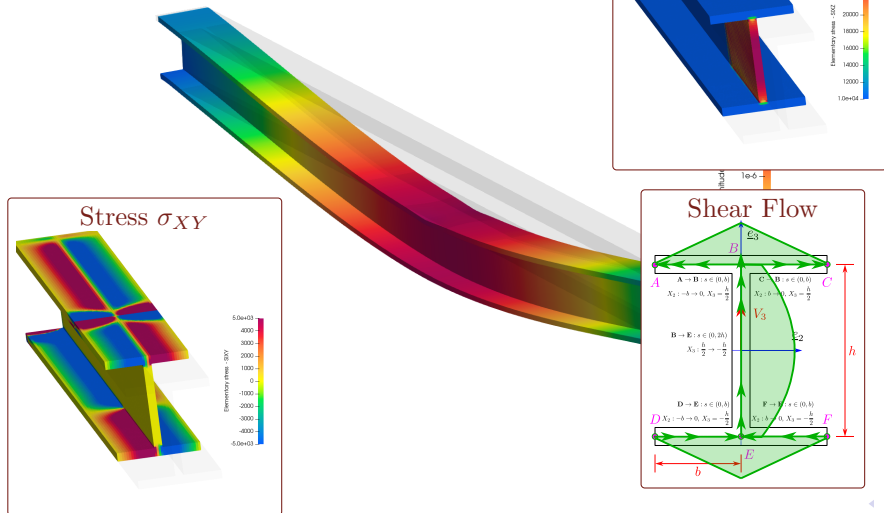 Elementary stress - SIXZ
20000
18000
16000
14000
12000
1.0e+04
1e-6
Stress σ_XY
5.0e+03
4000
3000
2000
1000
0
-1000
-2000
-3000
-4000
-5.0e+03
Elementary stress - SIXY
Shear Flow
e_3
B
A
C
A → B : s ∈ (0, b)
X_2 : −b → 0, X_3 = h/2
C → B : s ∈ (0, b)
X_2 : b → 0, X_3 = h/2
V_3
B → E : s ∈ (0, 2h)
X_3 : h/2 → −h/2
e_2
h
D → E : s ∈ (0, b)
X_2 : −b → 0, X_3 = −h/2
F → E : s ∈ (0, b)
X_2 : b → 0, X_3 = −h/2
D
F
E
b